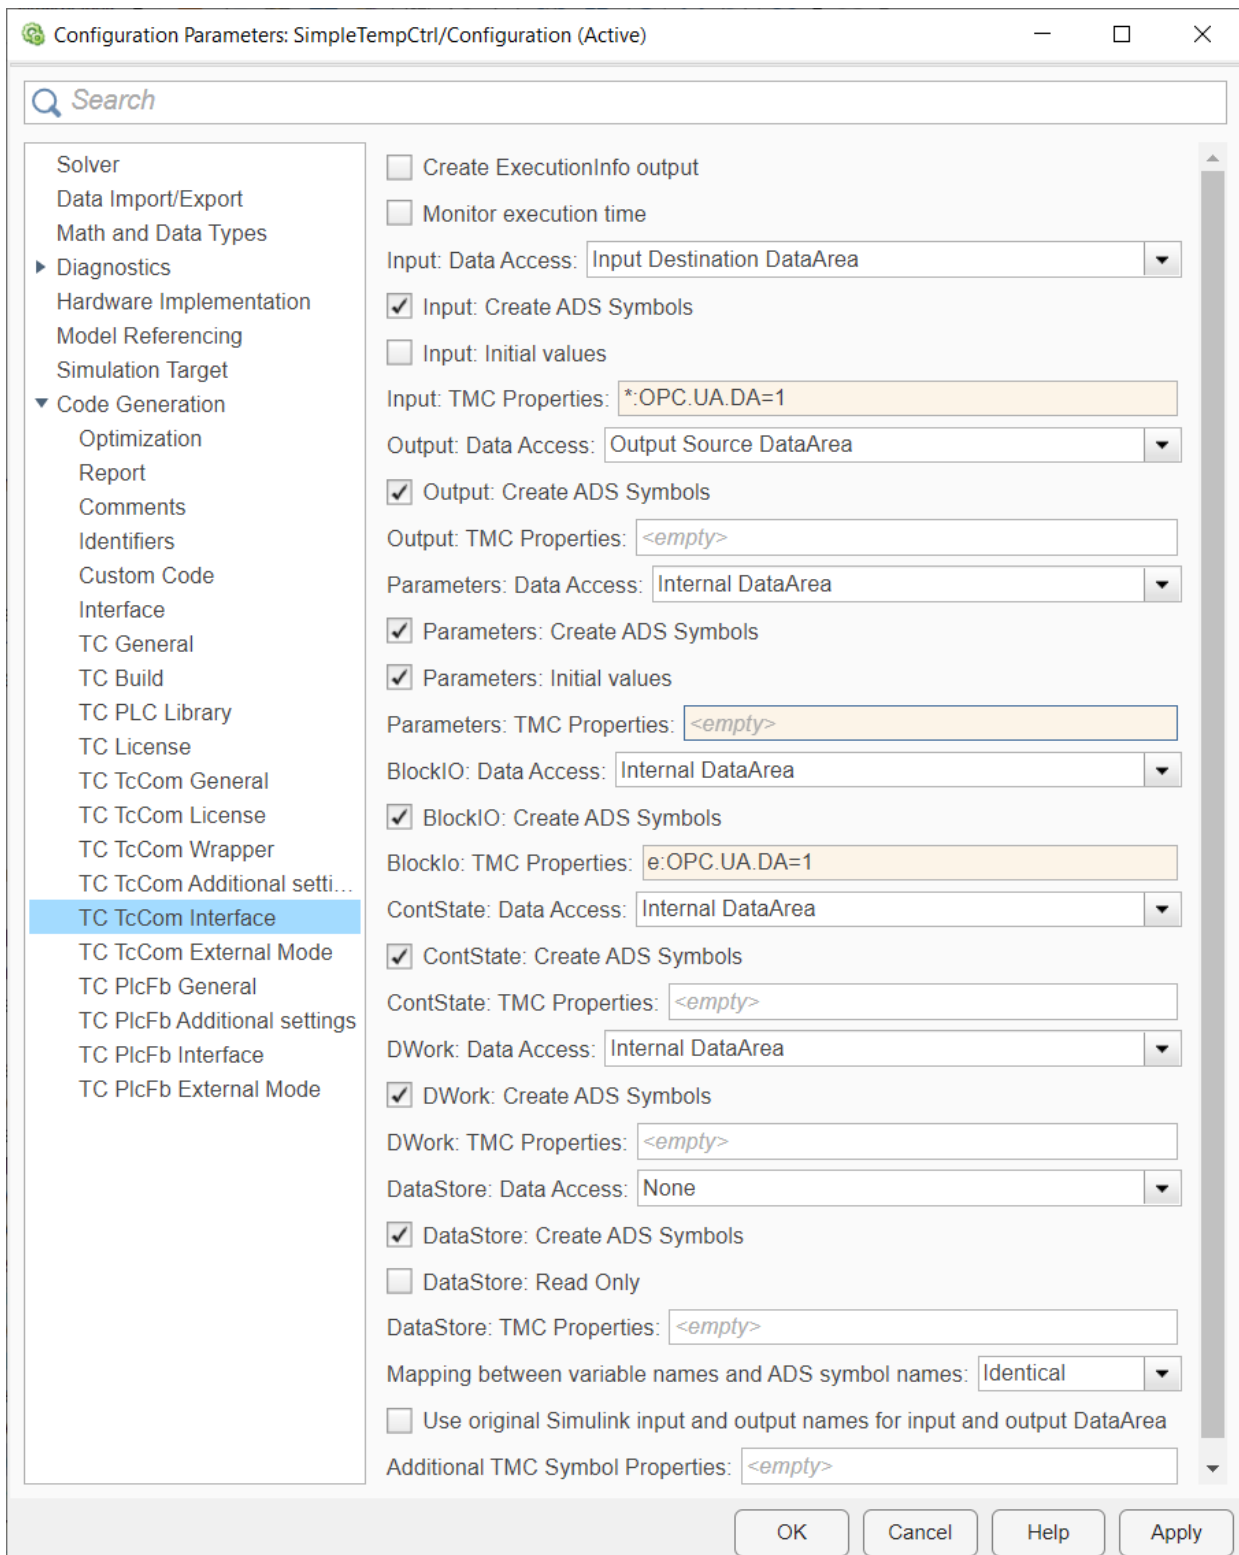 Configuration Parameters: SimpleTempCtrl/Configuration (Active)
Search
Solver
Data Import/Export
Math and Data Types
Diagnostics
Hardware Implementation
Model Referencing
Simulation Target
Code Generation
Optimization
Report
Comments
Identifiers
Custom Code
Interface
TC General
TC Build
TC PLC Library
TC License
TC TcCom General
TC TcCom License
TC TcCom Wrapper
TC TcCom Additional setti...
TC TcCom Interface
TC TcCom External Mode
TC PlcFb General
TC PlcFb Additional settings
TC PlcFb Interface
TC PlcFb External Mode
Create ExecutionInfo output
Monitor execution time
Input: Data Access: Input Destination DataArea
Input: Create ADS Symbols
Input: Initial values
Input: TMC Properties: *:OPC.UA.DA=1
Output: Data Access: Output Source DataArea
Output: Create ADS Symbols
Output: TMC Properties: <empty>
Parameters: Data Access: Internal DataArea
Parameters: Create ADS Symbols
Parameters: Initial values
Parameters: TMC Properties: <empty>
BlockIO: Data Access: Internal DataArea
BlockIO: Create ADS Symbols
BlockIo: TMC Properties: e:OPC.UA.DA=1
ContState: Data Access: Internal DataArea
ContState: Create ADS Symbols
ContState: TMC Properties: <empty>
DWork: Data Access: Internal DataArea
DWork: Create ADS Symbols
DWork: TMC Properties: <empty>
DataStore: Data Access: None
DataStore: Create ADS Symbols
DataStore: Read Only
DataStore: TMC Properties: <empty>
Mapping between variable names and ADS symbol names: Identical
Use original Simulink input and output names for input and output DataArea
Additional TMC Symbol Properties: <empty>
OK Cancel Help Apply